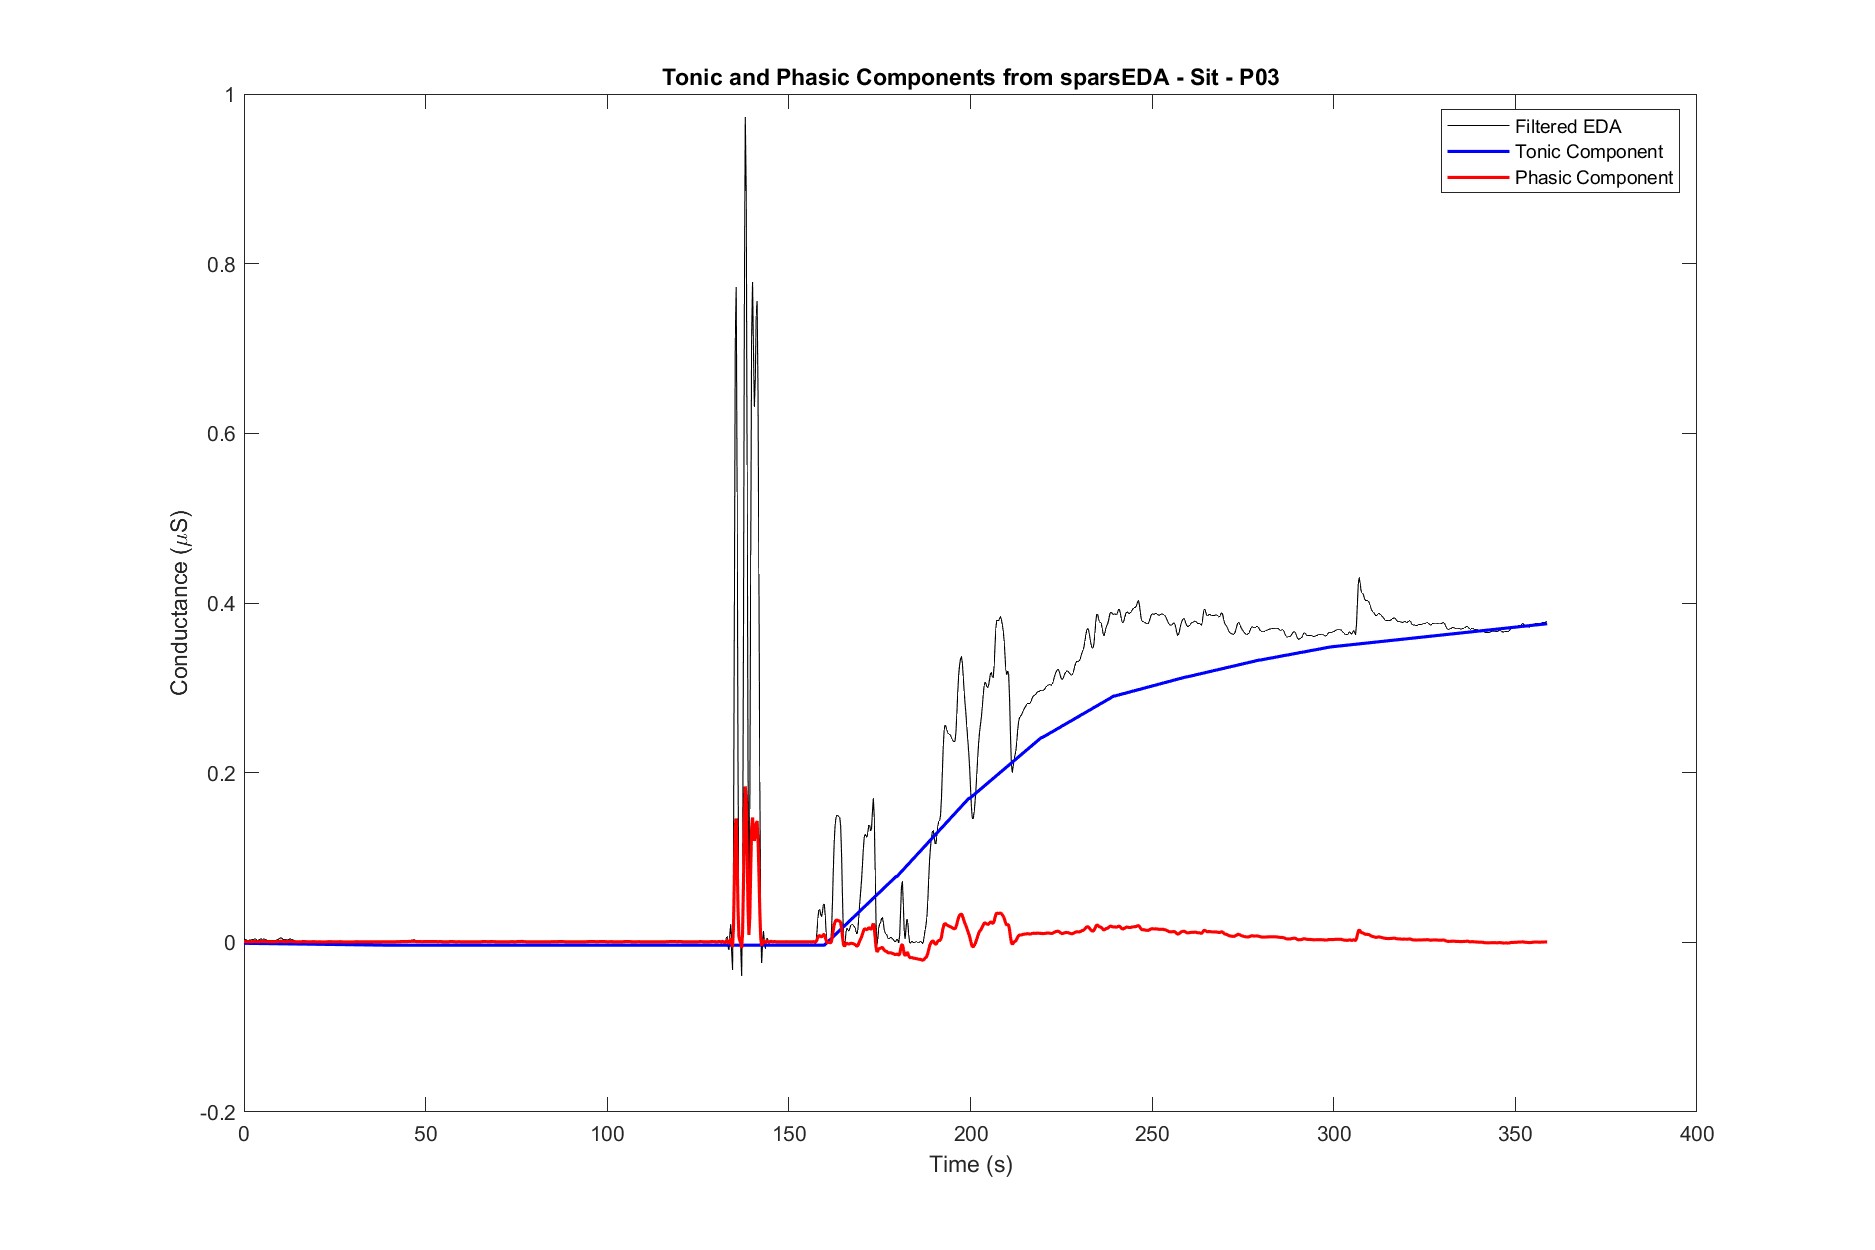 Tonic and Phasic Components from sparsEDA - Sit - P03
Filtered EDA
Tonic Component
Phasic Component
1
0.8
0.6
0.4
0.2
0
-0.2
Conductance (μS)
0 50 100 150 200 250 300 350 400
Time (s)